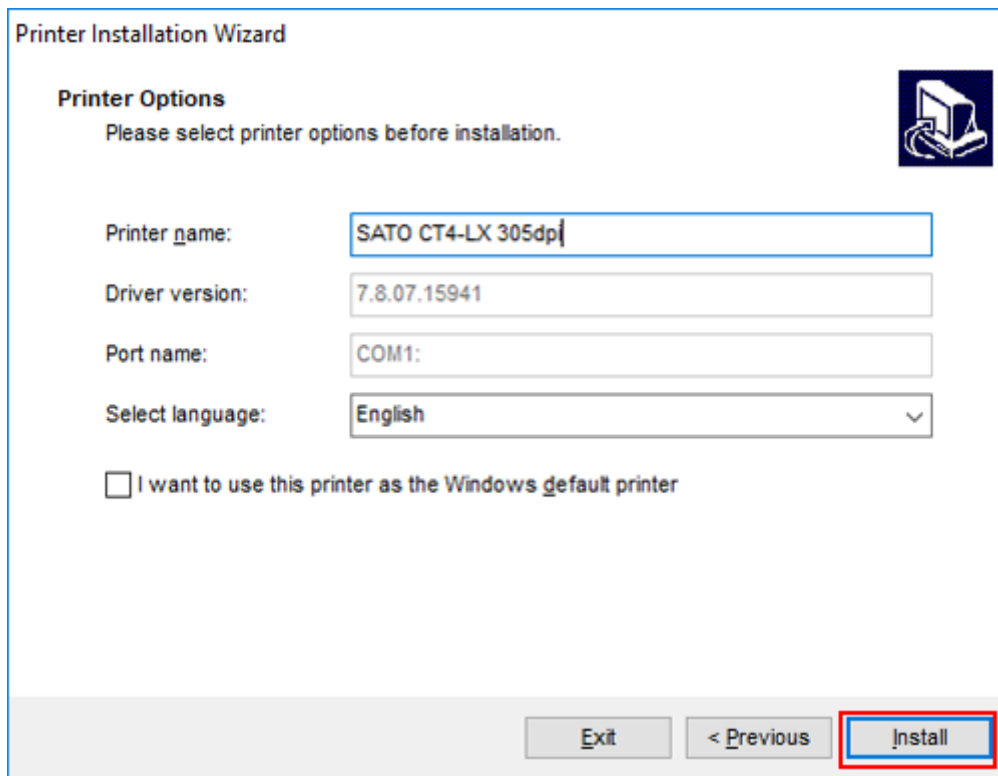 Printer Installation Wizard
Printer Options
Please select printer options before installation.
Printer name: SATO CT4-LX 305dpi
Driver version: 7.8.07.15941
Port name: COM1:
Select language: English
I want to use this printer as the Windows default printer
Exit < Previous Install